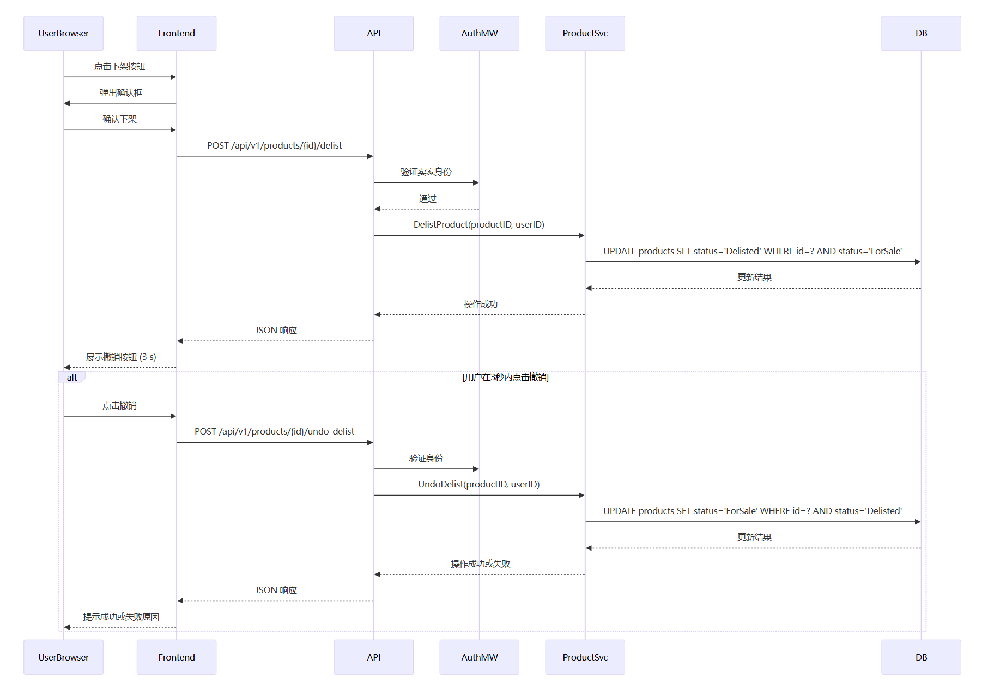 UserBrowser
Frontend
API
AuthMW
ProductSvc
DB
点击下架按钮
弹出确认框
确认下架
POST /api/v1/products/{id}/delist
验证卖家身份
通过
DelistProduct(productID, userID)
UPDATE products SET status='Delisted' WHERE id=? AND status='ForSale'
更新结果
操作成功
JSON 响应
展示撤销按钮 (3 s)
alt
[用户在3秒内点击撤销]
点击撤销
POST /api/v1/products/{id}/undo-delist
验证身份
UndoDelist(productID, userID)
UPDATE products SET status='ForSale' WHERE id=? AND status='Delisted'
更新结果
操作成功或失败
JSON 响应
提示成功或失败原因
UserBrowser
Frontend
API
AuthMW
ProductSvc
DB